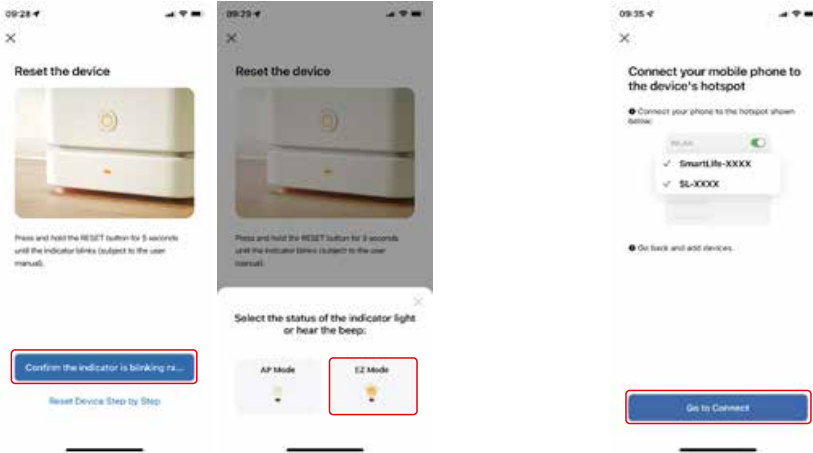 09:28
Reset the device
Press and hold the RESET button for 5 seconds
until the indicator blinks (subject to the user
manual).
Confirm the indicator is blinking ra...
Reset Device Step by Step
09:29
Reset the device
Press and hold the RESET button for 5 seconds
until the indicator blinks (subject to the user
manual).
Select the status of the indicator light
or hear the beep:
AP Mode
EZ Mode
09:35
Connect your mobile phone to
the device's hotspot
Connect your phone to the hotspot shown
below:
WLAN
SmartLife-XXXX
SL-XXXX
Go back and add devices.
Go to Connect